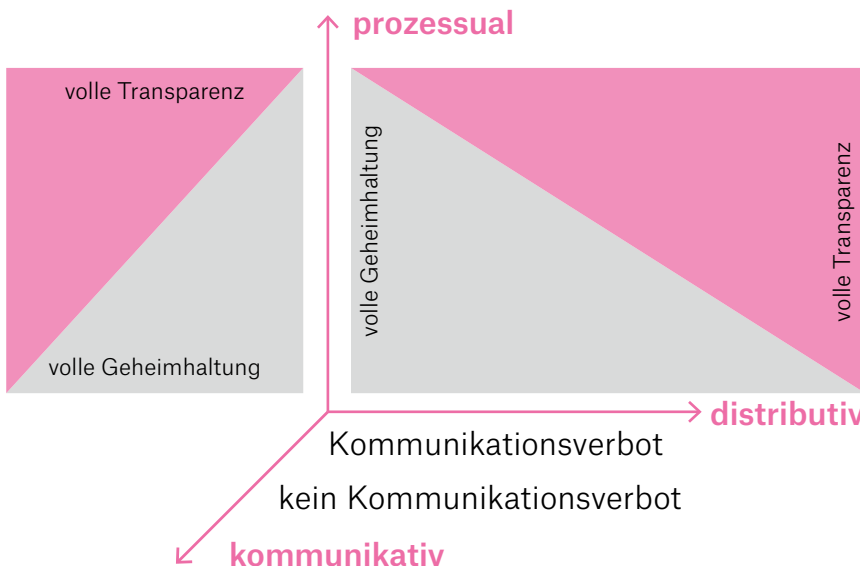 prozessual
volle Transparenz
volle Geheimhaltung
volle Geheimhaltung
volle Transparenz
distributiv
Kommunikationsverbot
kein Kommunikationsverbot
kommunikativ